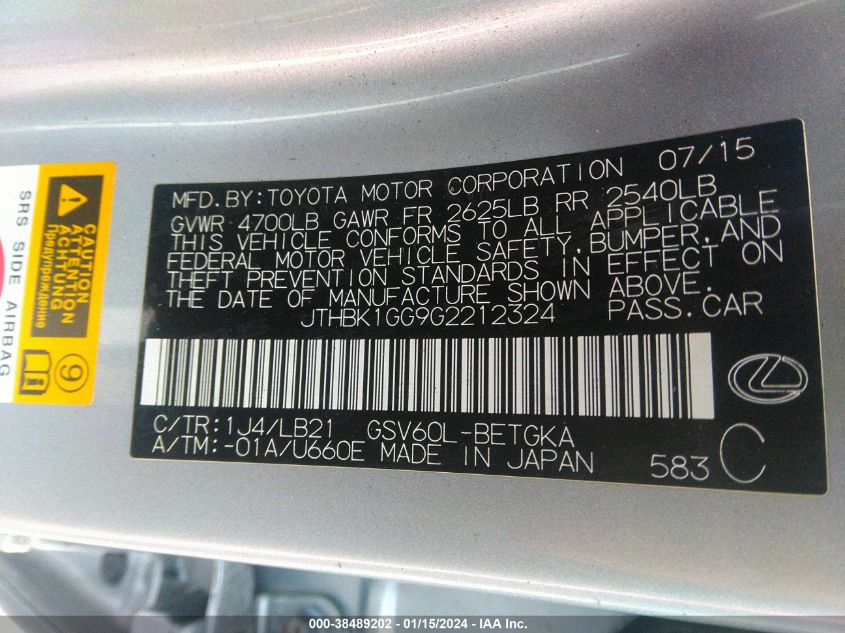 MFD.BY:TOYOTA MOTOR CORPORATION 07/15
GVWR 4700LB GAWR FR 2625LB RR 2540LB
THIS VEHICLE CONFORMS TO ALL APPLICABLE
FEDERAL MOTOR VEHICLE SAFETY,BUMPER,AND
THEFT PREVENTION STANDARDS IN EFFECT ON
THE DATE OF MANUFACTURE SHOWN ABOVE.
JTHBK1GG9G2212324 PASS.CAR
C/TR:1J4/LB21 GSV60L-BETGKA
A/TM:-01A/U660E MADE IN JAPAN
583 C
SRS SIDE AIRBAG
CAUTION
ATTENTION
ACHTUNG
Предупреждение
9
000-38489202 - 01/15/2024 - IAA Inc.